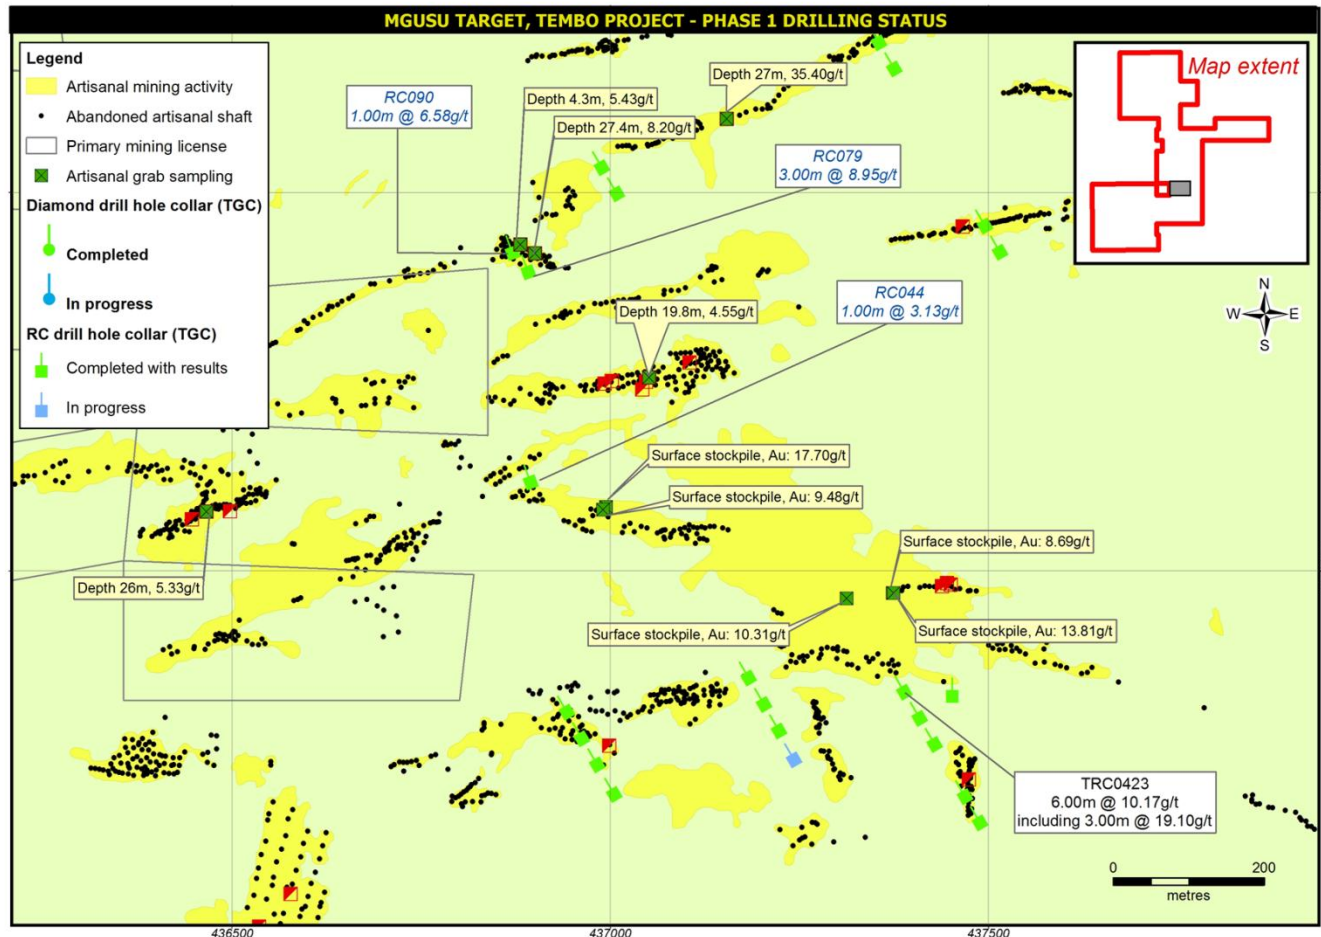 MGUSU TARGET, TEMBO PROJECT - PHASE 1 DRILLING STATUS
Legend
Artisanal mining activity
Abandoned artisanal shaft
Primary mining license
Artisanal grab sampling
Diamond drill hole collar (TGC)
Completed
In progress
RC drill hole collar (TGC)
Completed with results
In progress
RC090
1.00m @ 6.58g/t
Depth 4.3m, 5.43g/t
Depth 27.4m, 8.20g/t
Depth 27m, 35.40g/t
RC079
3.00m @ 8.95g/t
Map extent
N
W
E
S
RC044
1.00m @ 3.13g/t
Depth 19.8m, 4.55g/t
Surface stockpile, Au: 17.70g/t
Surface stockpile, Au: 9.48g/t
Surface stockpile, Au: 8.69g/t
Depth 26m, 5.33g/t
Surface stockpile, Au: 10.31g/t
Surface stockpile, Au: 13.81g/t
TRC0423
6.00m @ 10.17g/t
including 3.00m @ 19.10g/t
0 200
metres
436500 437000 437500